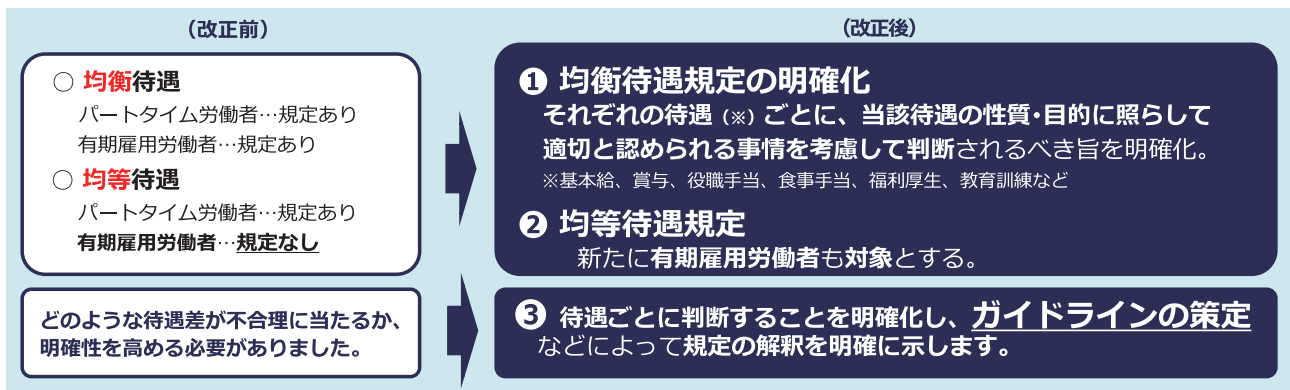 （改正前）
○ 均衡待遇
パートタイム労働者…規定あり
有期雇用労働者…規定あり
○ 均等待遇
パートタイム労働者…規定あり
有期雇用労働者…規定なし
どのような待遇差が不合理に当たるか、
明確性を高める必要がありました。
（改正後）
❶ 均衡待遇規定の明確化
それぞれの待遇（※）ごとに、当該待遇の性質・目的に照らして
適切と認められる事情を考慮して判断されるべき旨を明確化。
※基本給、賞与、役職手当、食事手当、福利厚生、教育訓練など
❷ 均等待遇規定
新たに有期雇用労働者も対象とする。
❸ 待遇ごとに判断することを明確化し、ガイドラインの策定
などによって規定の解釈を明確に示します。